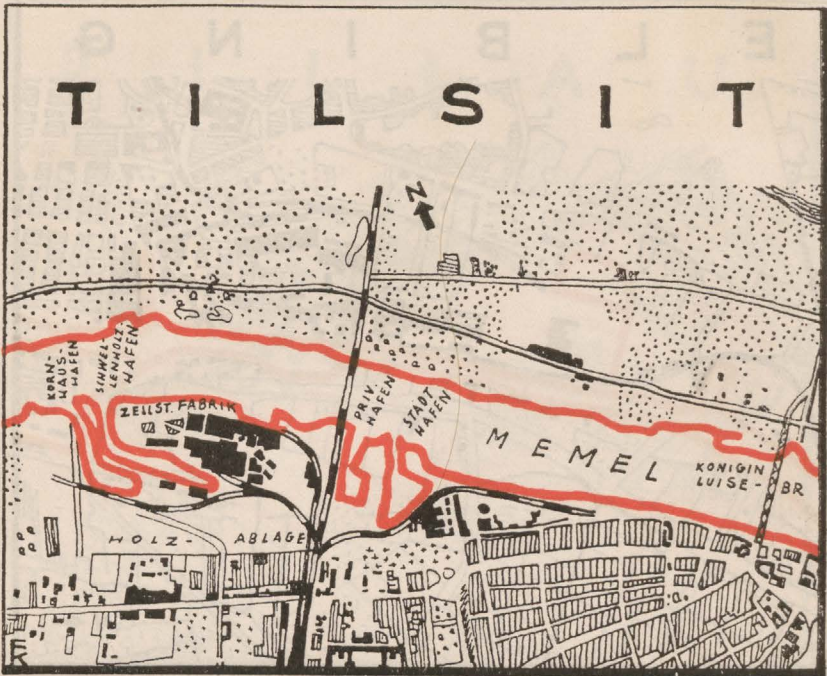 TILSIT
N
KORN-
HAUS-
HAFEN
SCHWEL-
LENHOLZ
HAFEN
ZELLST. FABRIK
PRIV.
HAFEN
STADT
HAFEN
MEMEL
KÖNIGIN
LUISE- BR
HOLZ- ABLAGE